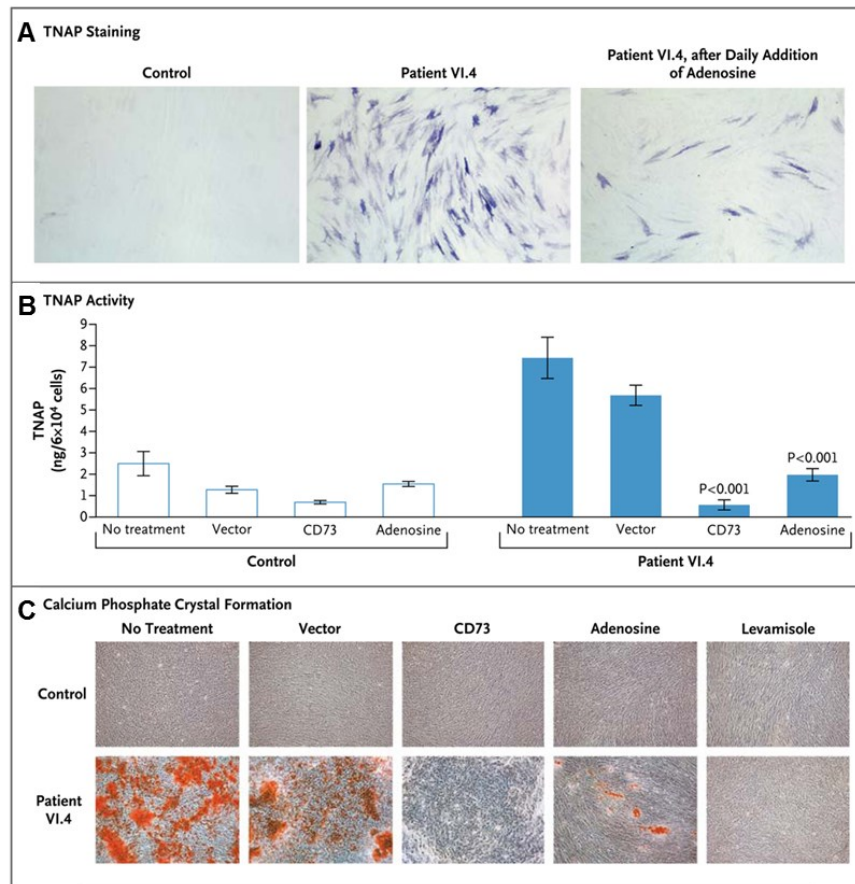 A TNAP Staining
Control
Patient VI.4
Patient VI.4, after Daily Addition
of Adenosine
B TNAP Activity
TNAP
(ng/6×10⁴ cells)
9
8
7
6
5
4
3
2
1
0
P<0.001
P<0.001
No treatment Vector CD73 Adenosine No treatment Vector CD73 Adenosine
Control Patient VI.4
C Calcium Phosphate Crystal Formation
No Treatment Vector CD73 Adenosine Levamisole
Control
Patient
VI.4